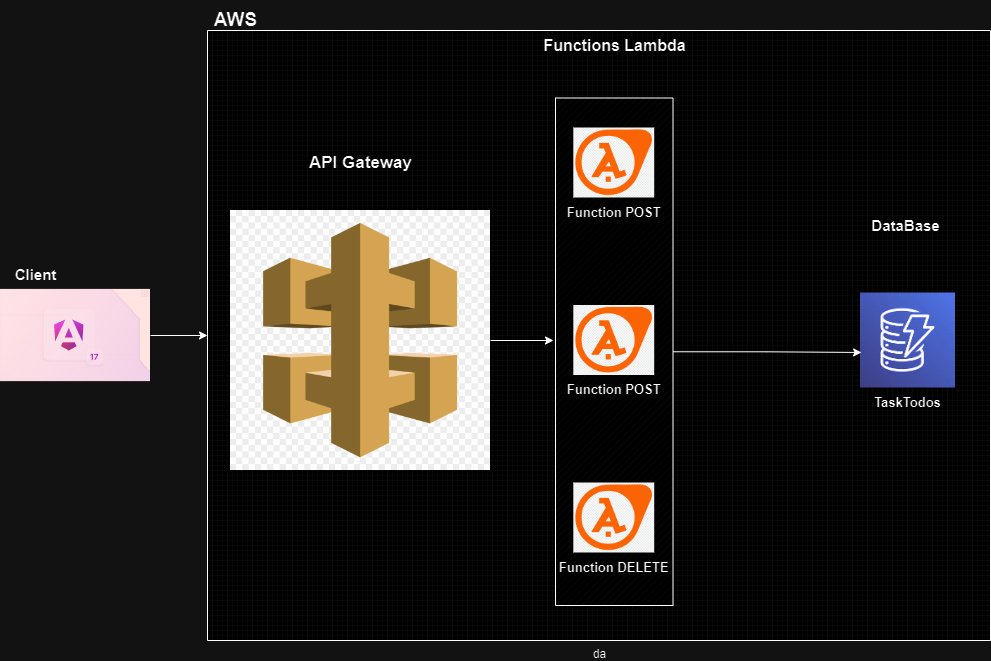 AWS
Functions Lambda
API Gateway
Function POST
DataBase
Client
17
Function POST
TaskTodos
Function DELETE
da